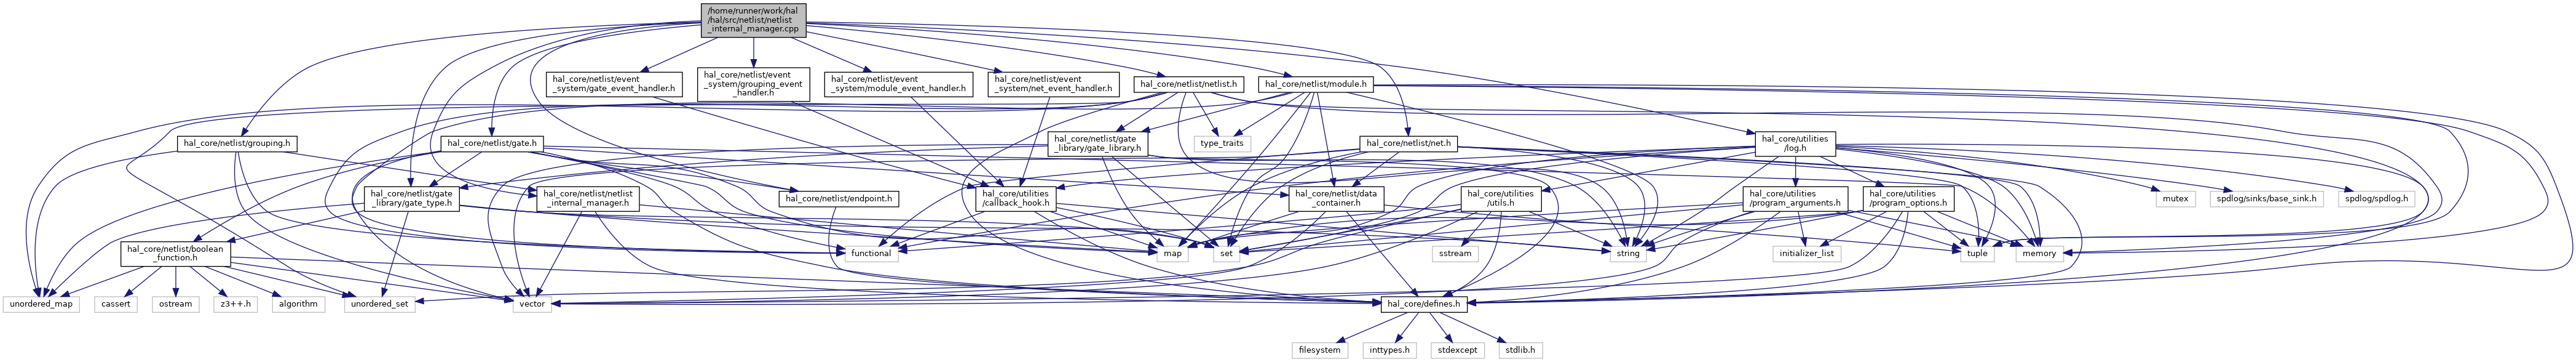 /home/runner/work/hal
/hal/src/netlist/netlist
_internal_manager.cpp
hal_core/netlist/event
_system/gate_event_handler.h
hal_core/netlist/event
_system/grouping_event
_handler.h
hal_core/netlist/event
_system/module_event_handler.h
hal_core/netlist/event
_system/net_event_handler.h
hal_core/netlist/netlist.h
hal_core/netlist/module.h
hal_core/netlist/grouping.h
hal_core/netlist/gate.h
hal_core/netlist/gate
_library/gate_library.h
type_traits
hal_core/netlist/net.h
hal_core/utilities
/log.h
hal_core/netlist/gate
_library/gate_type.h
hal_core/netlist/netlist
_internal_manager.h
hal_core/netlist/endpoint.h
hal_core/utilities
/callback_hook.h
hal_core/netlist/data
_container.h
hal_core/utilities
/utils.h
hal_core/utilities
/program_arguments.h
hal_core/utilities
/program_options.h
mutex
spdlog/sinks/base_sink.h
spdlog/spdlog.h
hal_core/netlist/boolean
_function.h
functional
map
set
sstream
string
initializer_list
tuple
memory
unordered_map
cassert
ostream
z3++.h
algorithm
unordered_set
vector
hal_core/defines.h
filesystem
inttypes.h
stdexcept
stdlib.h